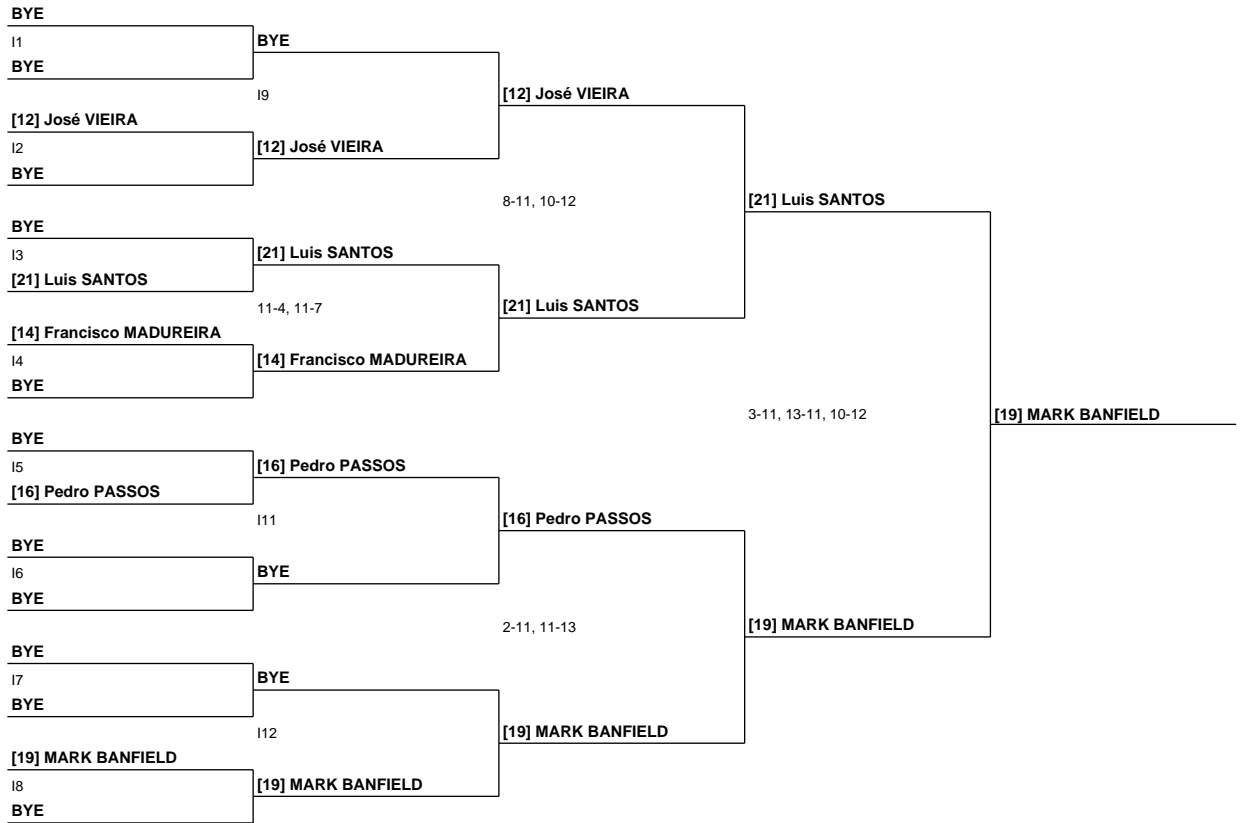 BYE
I1
BYE
BYE
I9
[12] José VIEIRA
[12] José VIEIRA
I2
[12] José VIEIRA
BYE
8-11, 10-12
[21] Luis SANTOS
BYE
I3
[21] Luis SANTOS
[21] Luis SANTOS
11-4, 11-7
[21] Luis SANTOS
[14] Francisco MADUREIRA
I4
[14] Francisco MADUREIRA
BYE
3-11, 13-11, 10-12
[19] MARK BANFIELD
BYE
I5
[16] Pedro PASSOS
[16] Pedro PASSOS
I11
[16] Pedro PASSOS
BYE
I6
BYE
BYE
2-11, 11-13
[19] MARK BANFIELD
BYE
I7
BYE
BYE
I12
[19] MARK BANFIELD
[19] MARK BANFIELD
I8
[19] MARK BANFIELD
BYE